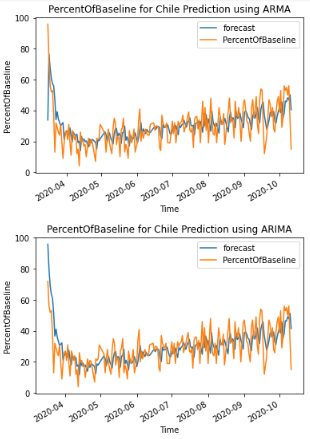 PercentOfBaseline for Chile Prediction using ARMA
100
80
60
40
20
0
PercentOfBaseline
forecast
PercentOfBaseline
2020-04
2020-05
2020-06
2020-07
2020-08
2020-09
2020-10
Time
PercentOfBaseline for Chile Prediction using ARIMA
100
80
60
40
20
0
PercentOfBaseline
forecast
PercentOfBaseline
2020-04
2020-05
2020-06
2020-07
2020-08
2020-09
2020-10
Time